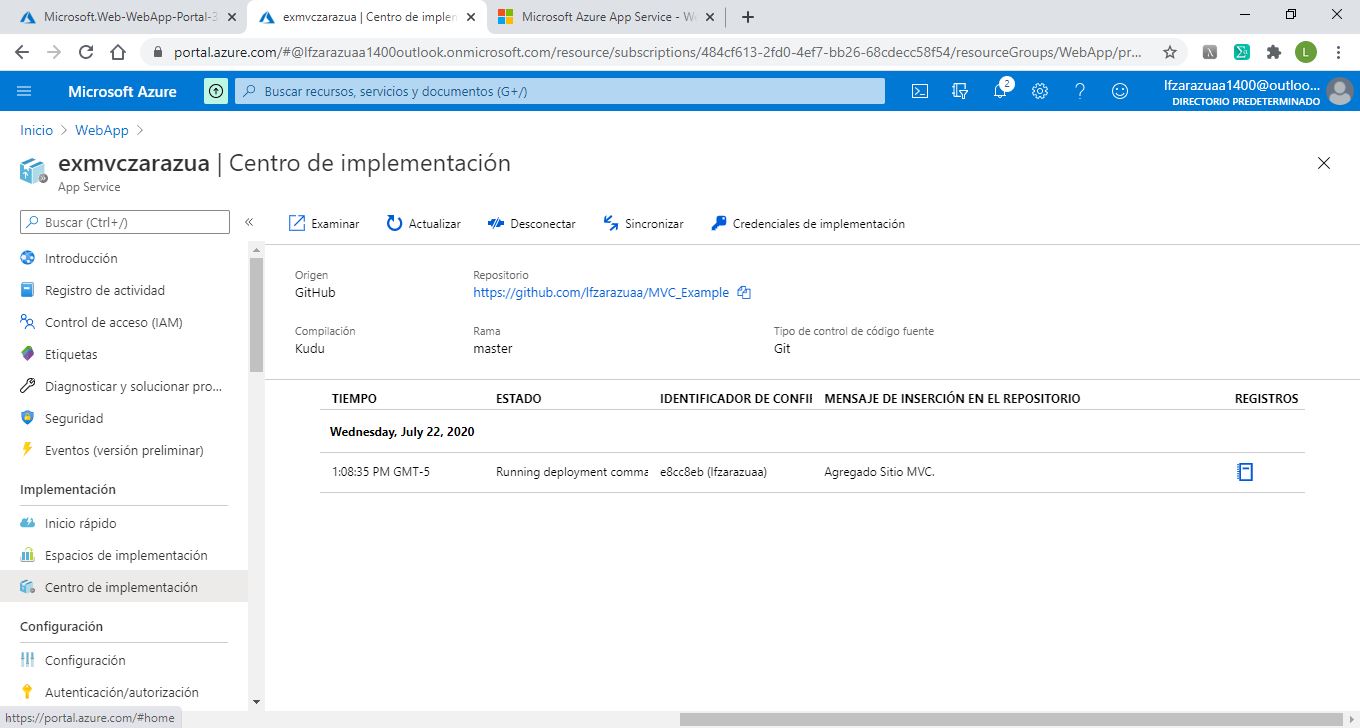 Microsoft.Web-WebApp-Portal-3
exmvczarazua | Centro de implem
Microsoft Azure App Service - We
portal.azure.com/#@lfzarazuaa1400outlook.onmicrosoft.com/resource/subscriptions/484cf613-2fd0-4ef7-bb26-68cdecc58f54/resourceGroups/WebApp/pr...
L
Microsoft Azure
Buscar recursos, servicios y documentos (G+/)
2
lfzarazuaa1400@outloo...
DIRECTORIO PREDETERMINADO
Inicio > WebApp >
exmvczarazua | Centro de implementación
App Service
Buscar (Ctrl+/)
«
Examinar
Actualizar
Desconectar
Sincronizar
Credenciales de implementación
Introducción
Registro de actividad
Control de acceso (IAM)
Etiquetas
Diagnosticar y solucionar pro...
Seguridad
Eventos (versión preliminar)
Implementación
Inicio rápido
Espacios de implementación
Centro de implementación
Configuración
Configuración
Autenticación/autorización
https://portal.azure.com/#home
Origen
GitHub
Repositorio
https://github.com/lfzarazuaa/MVC_Example
Compilación
Kudu
Rama
master
Tipo de control de código fuente
Git
TIEMPO ESTADO IDENTIFICADOR DE CONFII MENSAJE DE INSERCIÓN EN EL REPOSITORIO REGISTROS
Wednesday, July 22, 2020
1:08:35 PM GMT-5 Running deployment comma e8cc8eb (lfzarazuaa) Agregado Sitio MVC.